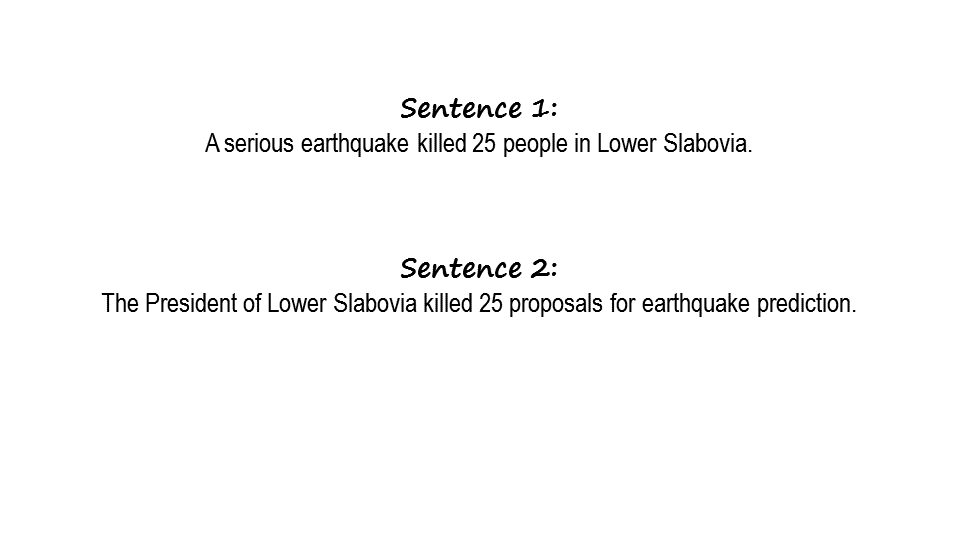 Sentence 1:
A serious earthquake killed 25 people in Lower Slabovia.
Sentence 2:
The President of Lower Slabovia killed 25 proposals for earthquake prediction.